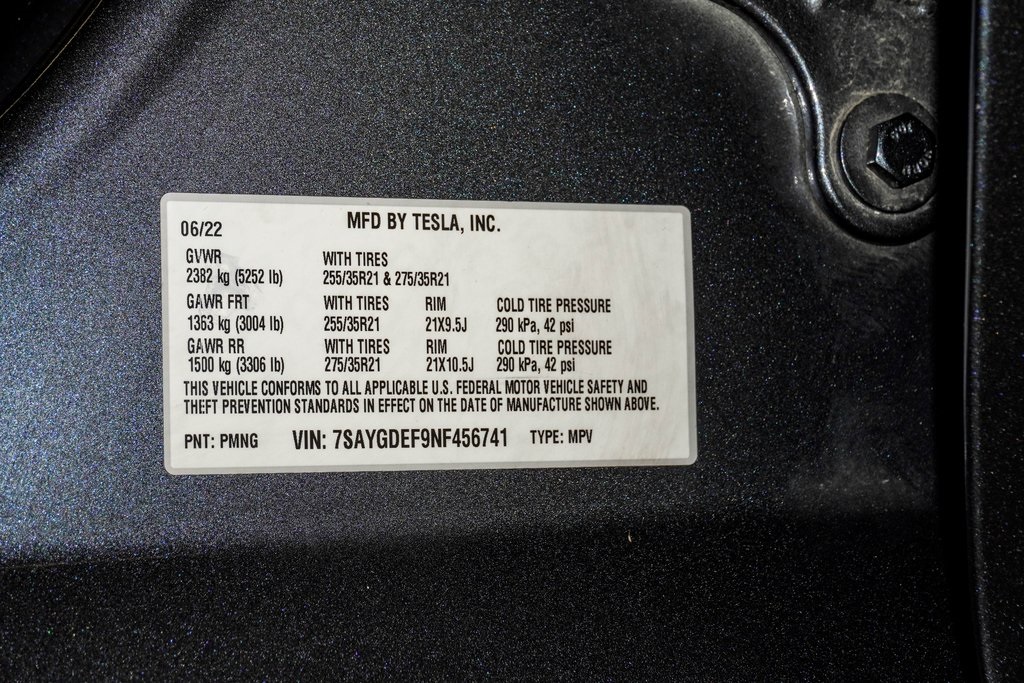 MFD BY TESLA, INC.
06/22
GVWR WITH TIRES
2382 kg (5252 lb) 255/35R21 & 275/35R21
GAWR FRT WITH TIRES RIM COLD TIRE PRESSURE
1363 kg (3004 lb) 255/35R21 21X9.5J 290 kPa, 42 psi
GAWR RR WITH TIRES RIM COLD TIRE PRESSURE
1500 kg (3306 lb) 275/35R21 21X10.5J 290 kPa, 42 psi
THIS VEHICLE CONFORMS TO ALL APPLICABLE U.S. FEDERAL MOTOR VEHICLE SAFETY AND
THEFT PREVENTION STANDARDS IN EFFECT ON THE DATE OF MANUFACTURE SHOWN ABOVE.
PNT: PMNG VIN: 7SAYGDEF9NF456741 TYPE: MPV